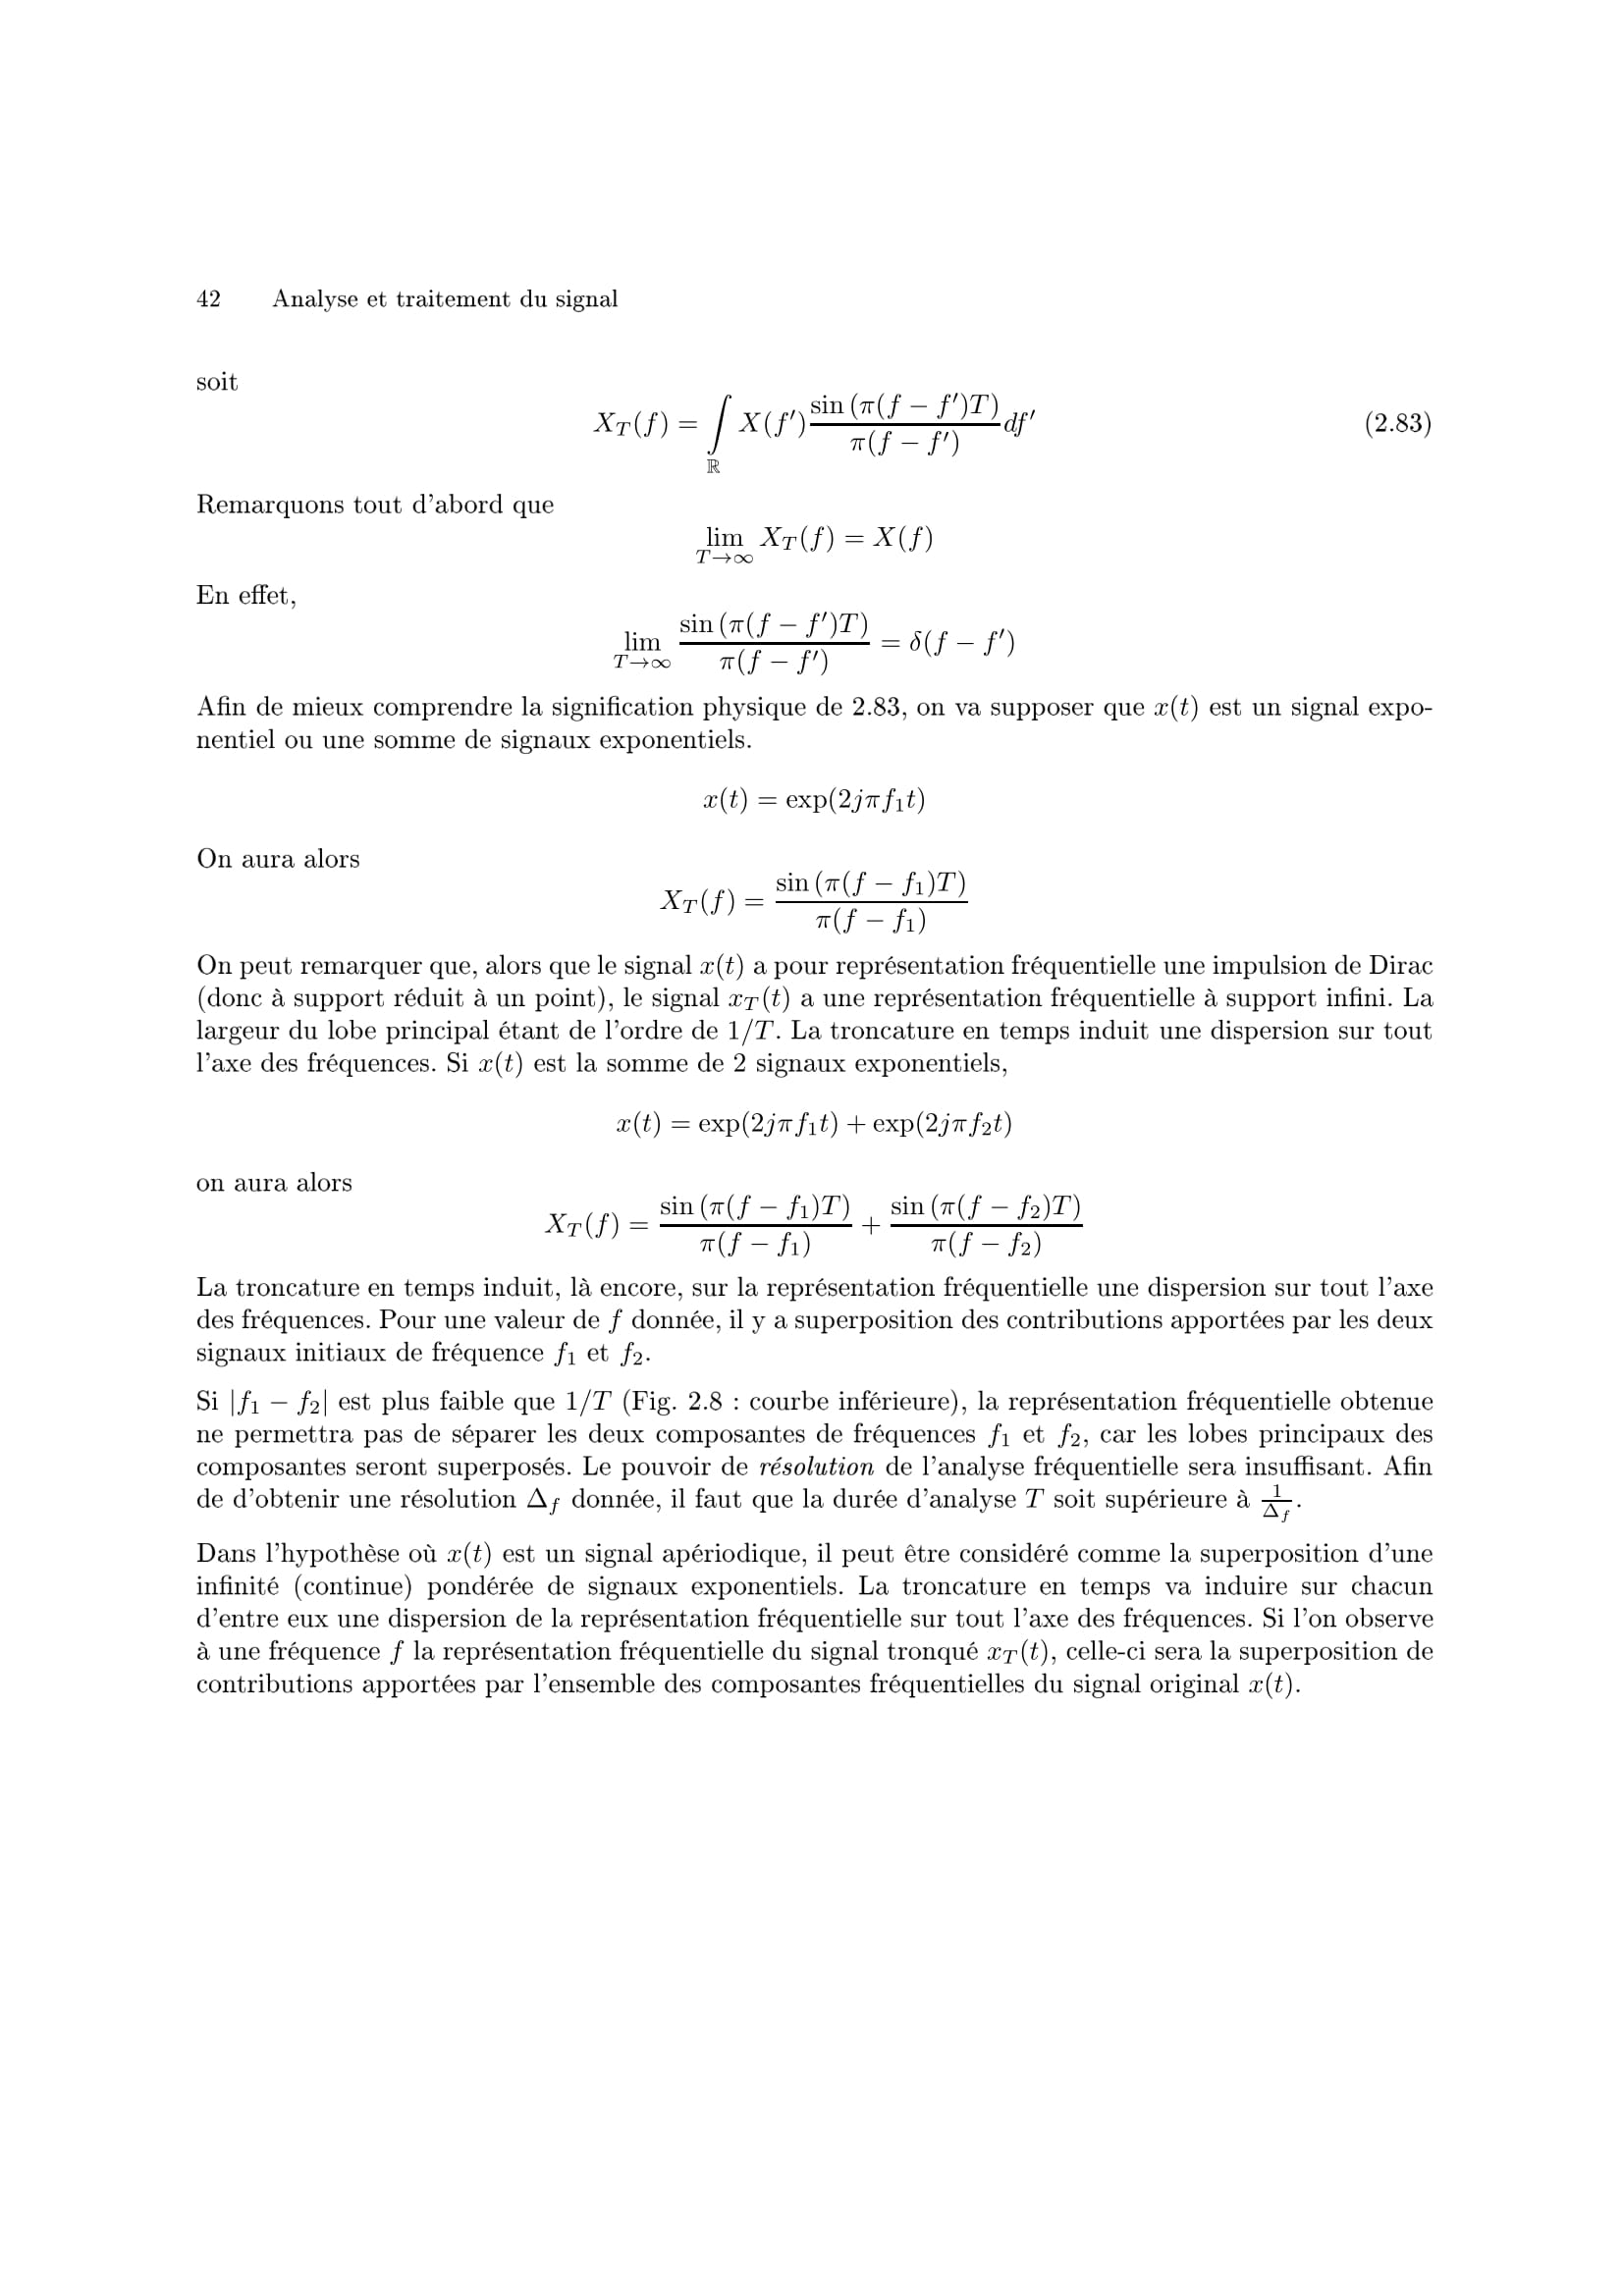 42 Analyse et traitement du signal
soit
$$X_T(f) = \int_{\mathbb{R}} X(f') \frac{\sin(\pi(f-f')T)}{\pi(f-f')} df' \quad (2.83)$$
Remarquons tout d'abord que
$$\lim_{T\to\infty} X_T(f) = X(f)$$
En effet,
$$\lim_{T\to\infty} \frac{\sin(\pi(f-f')T)}{\pi(f-f')} = \delta(f-f')$$
Afin de mieux comprendre la signification physique de 2.83, on va supposer que $x(t)$ est un signal expo-
nentiel ou une somme de signaux exponentiels.
$$x(t) = \exp(2j\pi f_1 t)$$
On aura alors
$$X_T(f) = \frac{\sin(\pi(f-f_1)T)}{\pi(f-f_1)}$$
On peut remarquer que, alors que le signal $x(t)$ a pour représentation fréquentielle une impulsion de Dirac
(donc à support réduit à un point), le signal $x_T(t)$ a une représentation fréquentielle à support infini. La
largeur du lobe principal étant de l'ordre de $1/T$. La troncature en temps induit une dispersion sur tout
l'axe des fréquences. Si $x(t)$ est la somme de 2 signaux exponentiels,
$$x(t) = \exp(2j\pi f_1 t) + \exp(2j\pi f_2 t)$$
on aura alors
$$X_T(f) = \frac{\sin(\pi(f-f_1)T)}{\pi(f-f_1)} + \frac{\sin(\pi(f-f_2)T)}{\pi(f-f_2)}$$
La troncature en temps induit, là encore, sur la représentation fréquentielle une dispersion sur tout l'axe
des fréquences. Pour une valeur de $f$ donnée, il y a superposition des contributions apportées par les deux
signaux initiaux de fréquence $f_1$ et $f_2$.
Si $|f_1 - f_2|$ est plus faible que $1/T$ (Fig. 2.8 : courbe inférieure), la représentation fréquentielle obtenue
ne permettra pas de séparer les deux composantes de fréquences $f_1$ et $f_2$, car les lobes principaux des
composantes seront superposés. Le pouvoir de résolution de l'analyse fréquentielle sera insuffisant. Afin
de d'obtenir une résolution $\Delta_f$ donnée, il faut que la durée d'analyse $T$ soit supérieure à $\frac{1}{\Delta_f}$.
Dans l'hypothèse où $x(t)$ est un signal apériodique, il peut être considéré comme la superposition d'une
infinité (continue) pondérée de signaux exponentiels. La troncature en temps va induire sur chacun
d'entre eux une dispersion de la représentation fréquentielle sur tout l'axe des fréquences. Si l'on observe
à une fréquence $f$ la représentation fréquentielle du signal tronqué $x_T(t)$, celle-ci sera la superposition de
contributions apportées par l'ensemble des composantes fréquentielles du signal original $x(t)$.